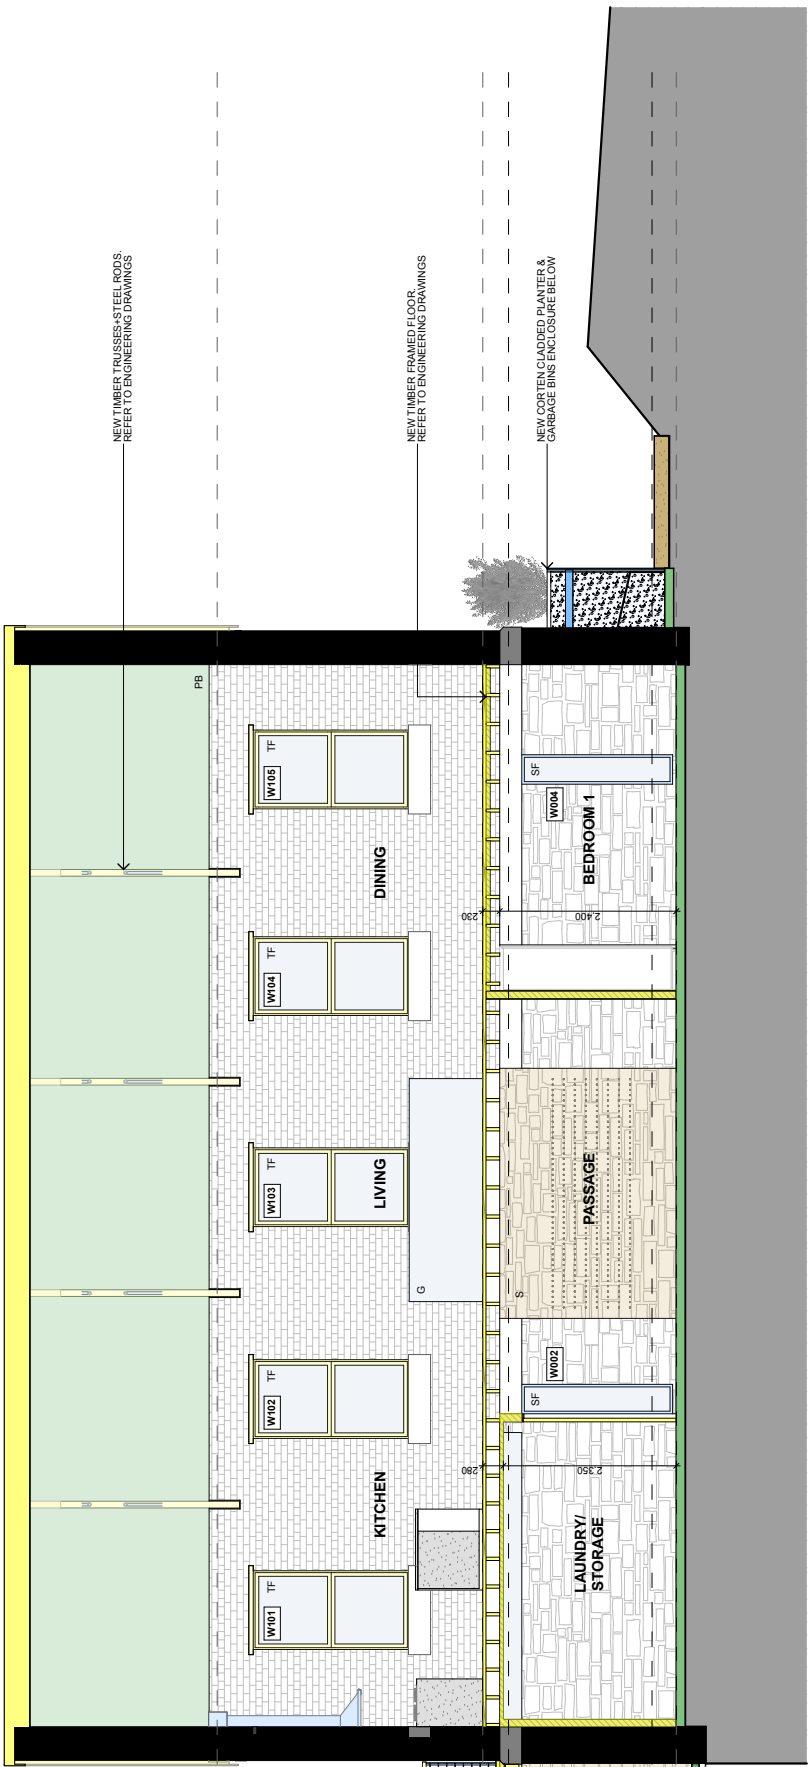 NEW TIMBER TRUSSES+STEEL RODS.
REFER TO ENGINEERING DRAWINGS
NEW TIMBER FRAMED FLOOR.
REFER TO ENGINEERING DRAWINGS
NEW CORTEN CLADDED PLANTER &
GARBAGE BINS ENCLOSURE BELOW
PB
W101
TF
W102
TF
W103
TF
W104
TF
W105
TF
KITCHEN
LIVING
DINING
G
280
230
LAUNDRY/
STORAGE
2,350
SF
W002
S
PASSAGE
2,400
BEDROOM 1
SF
W004